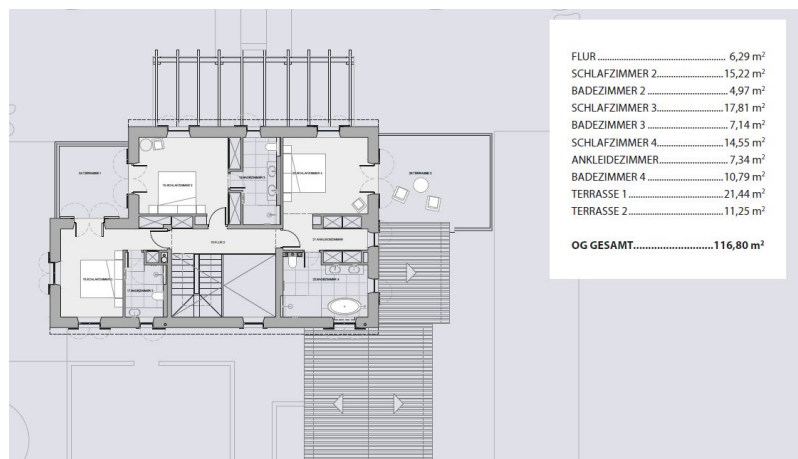 FLUR ........................................ 6,29 m²
SCHLAFZIMMER 2....................15,22 m²
BADEZIMMER 2 ........................ 4,97 m²
SCHLAFZIMMER 3....................17,81 m²
BADEZIMMER 3 ........................ 7,14 m²
SCHLAFZIMMER 4....................14,55 m²
ANKLEIDEZIMMER..................... 7,34 m²
BADEZIMMER 4 ......................10,79 m²
TERRASSE 1.............................21,44 m²
TERRASSE 2.............................11,25 m²
OG GESAMT...........................116,80 m²